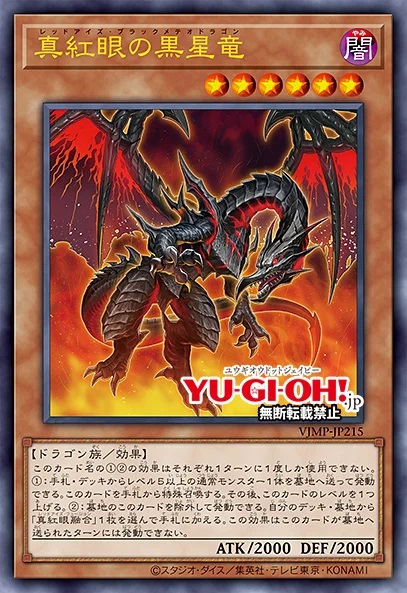 レッドアイズ・ブラックメテオドラゴン
真紅眼の黒星竜
やみ
闇
ユウギオウドットジェイピー
YU-GI-OH!.jp
無断転載禁止
VJMP-JP215
【ドラゴン族／効果】
このカード名の①②の効果はそれぞれ1ターンに1度しか使用できない。
①：手札・デッキからレベル5以上の通常モンスター1体を墓地へ送って発動
できる。このカードを手札から特殊召喚する。その後、このカードのレベルを1つ
上げる。②：墓地のこのカードを除外して発動できる。自分のデッキ・墓地から
「真紅眼融合」1枚を選んで手札に加える。この効果はこのカードが墓地へ
送られたターンには発動できない。
ATK/2000 DEF/2000
©スタジオ・ダイス／集英社・テレビ東京・KONAMI